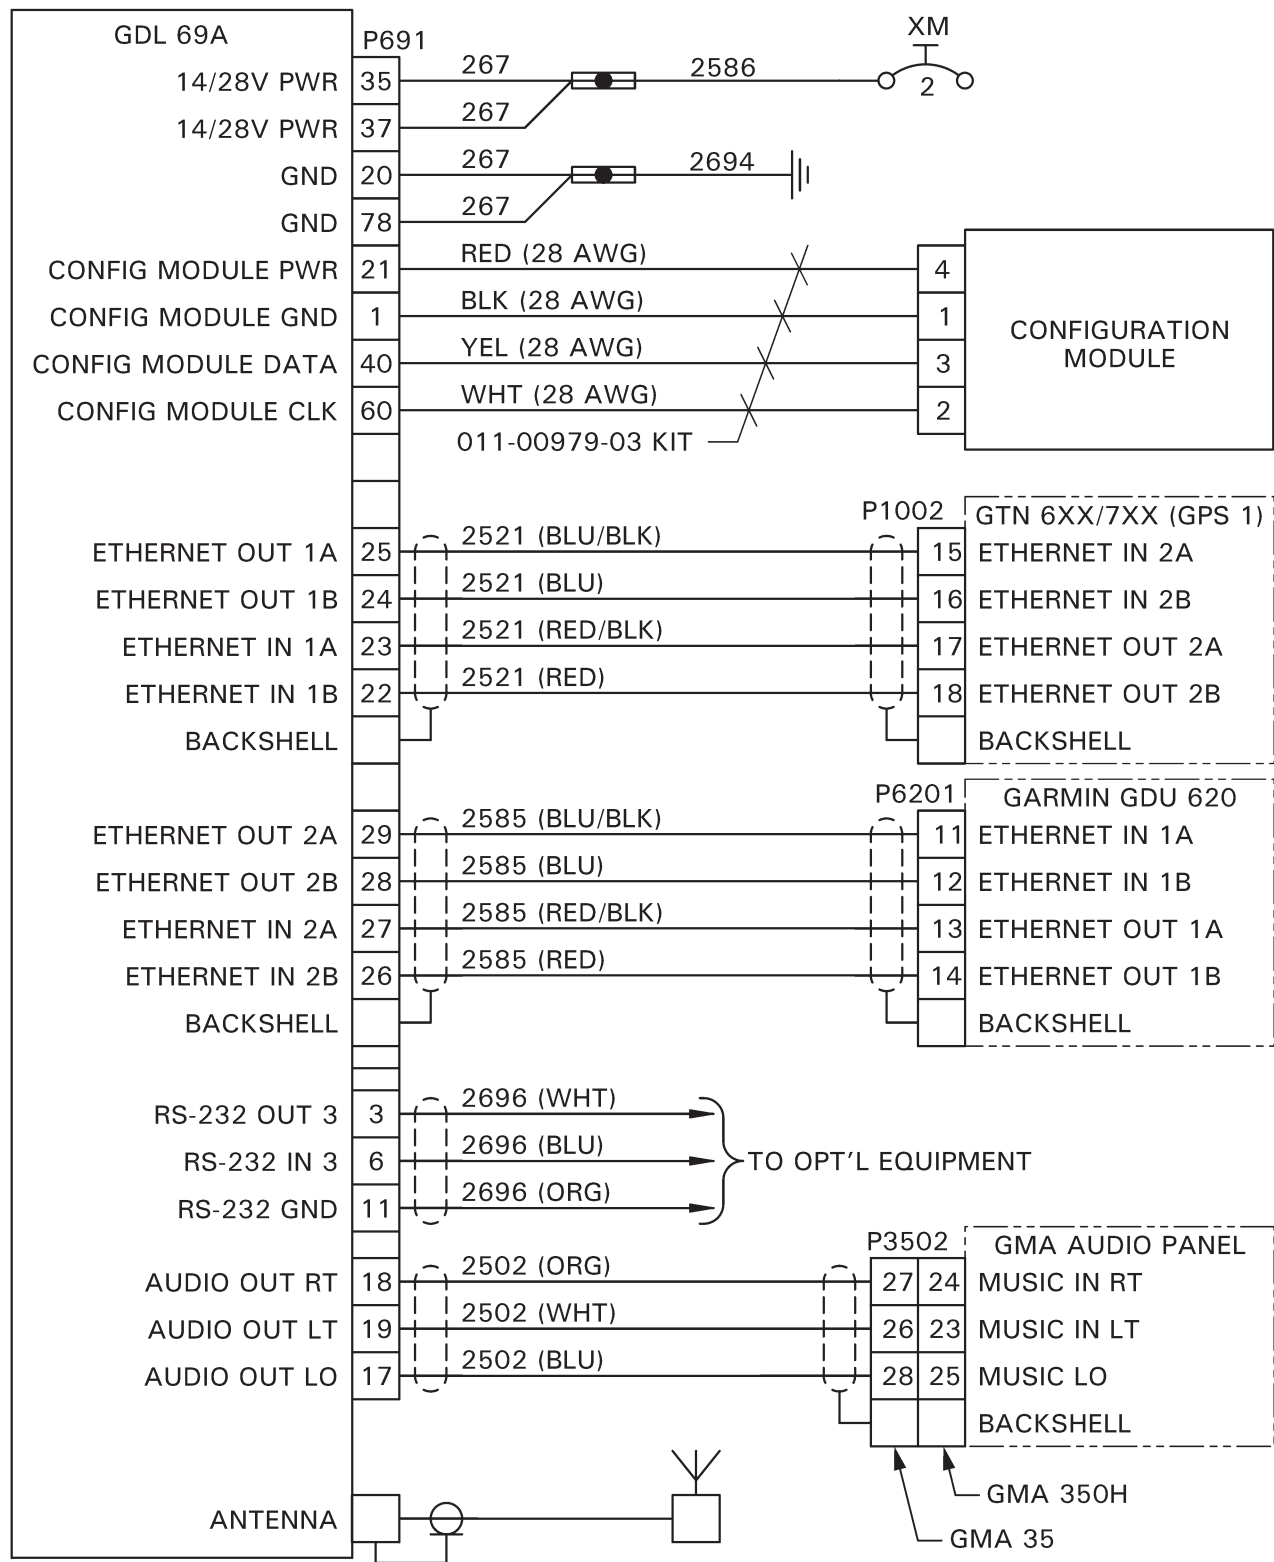 GDL 69A
P691
XM
14/28V PWR 35 267 2586 2
14/28V PWR 37 267
GND 20 267 2694
GND 78 267
CONFIG MODULE PWR 21 RED (28 AWG) 4
CONFIG MODULE GND 1 BLK (28 AWG) 1
CONFIG MODULE DATA 40 YEL (28 AWG) 3
CONFIG MODULE CLK 60 WHT (28 AWG) 2
CONFIGURATION
MODULE
011-00979-03 KIT
P1002 GTN 6XX/7XX (GPS 1)
ETHERNET OUT 1A 25 2521 (BLU/BLK) 15 ETHERNET IN 2A
ETHERNET OUT 1B 24 2521 (BLU) 16 ETHERNET IN 2B
ETHERNET IN 1A 23 2521 (RED/BLK) 17 ETHERNET OUT 2A
ETHERNET IN 1B 22 2521 (RED) 18 ETHERNET OUT 2B
BACKSHELL BACKSHELL
P6201 GARMIN GDU 620
ETHERNET OUT 2A 29 2585 (BLU/BLK) 11 ETHERNET IN 1A
ETHERNET OUT 2B 28 2585 (BLU) 12 ETHERNET IN 1B
ETHERNET IN 2A 27 2585 (RED/BLK) 13 ETHERNET OUT 1A
ETHERNET IN 2B 26 2585 (RED) 14 ETHERNET OUT 1B
BACKSHELL BACKSHELL
RS-232 OUT 3 3 2696 (WHT)
RS-232 IN 3 6 2696 (BLU) TO OPT'L EQUIPMENT
RS-232 GND 11 2696 (ORG)
P3502 GMA AUDIO PANEL
AUDIO OUT RT 18 2502 (ORG) 27 24 MUSIC IN RT
AUDIO OUT LT 19 2502 (WHT) 26 23 MUSIC IN LT
AUDIO OUT LO 17 2502 (BLU) 28 25 MUSIC LO
BACKSHELL
GMA 350H
GMA 35
ANTENNA